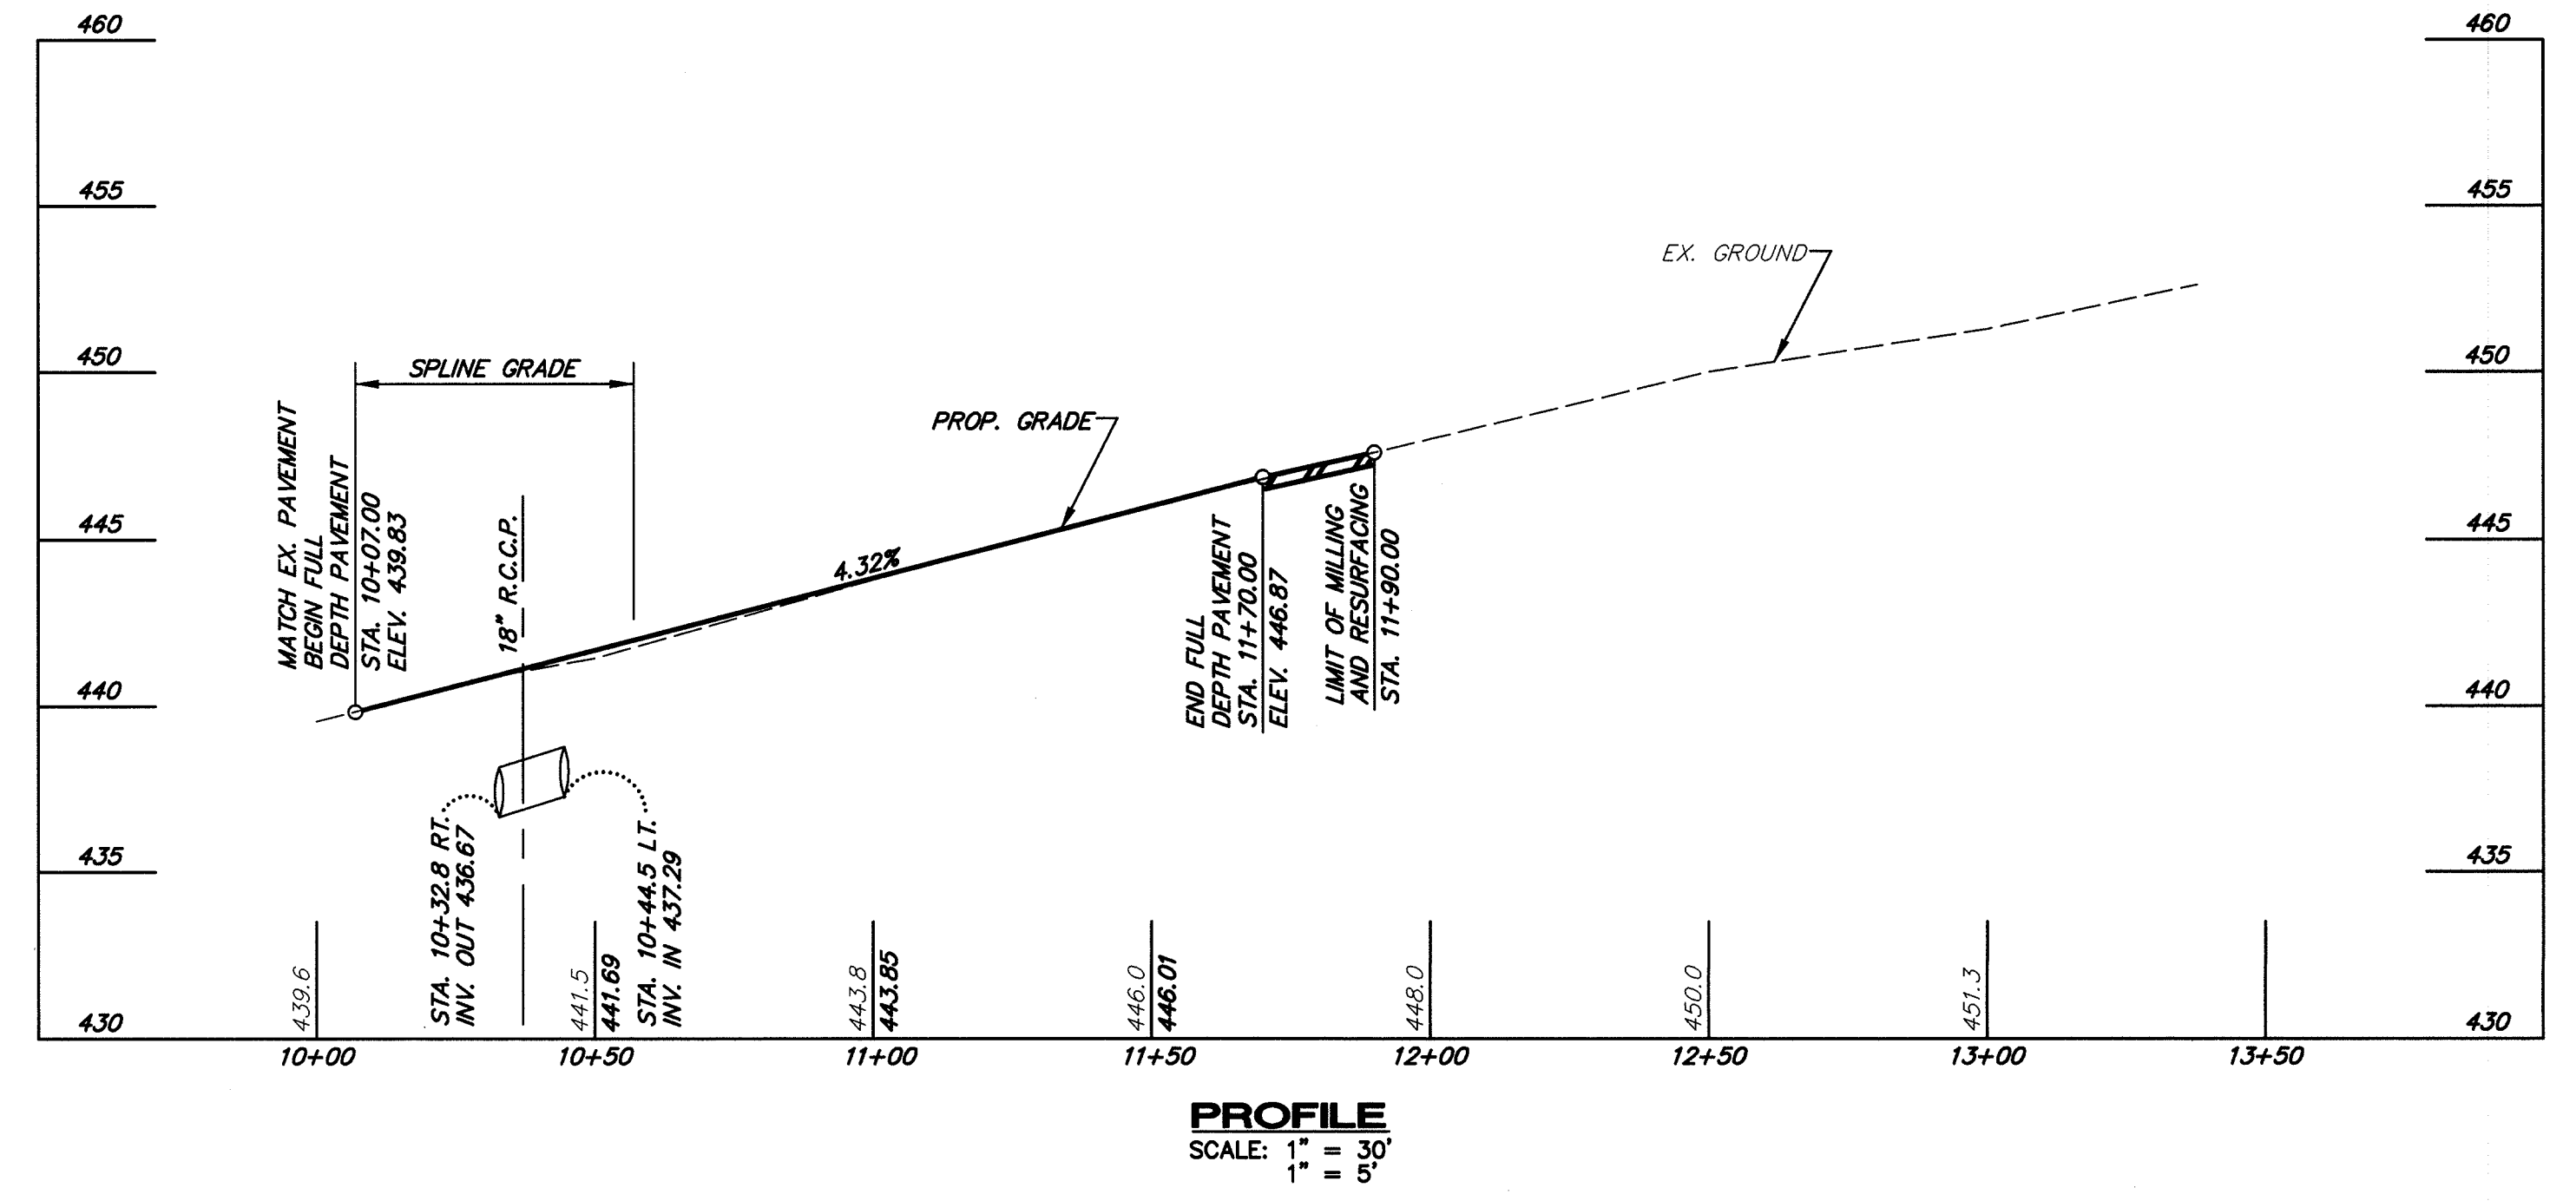 460
460
455
455
EX. GROUND
450
450
SPLINE GRADE
PROP. GRADE
MATCH EX. PAVEMENT
BEGIN FULL
DEPTH PAVEMENT
STA. 10+07.00
ELEV. 439.83
18" R.C.C.P.
445
445
4.32%
END FULL
DEPTH PAVEMENT
STA. 11+70.00
ELEV. 446.87
LIMIT OF MILLING
AND RESURFACING
STA. 11+90.00
440
440
STA. 10+32.8 RT.
INV. OUT 436.67
STA. 10+44.5 LT.
INV. IN 437.29
435
435
439.6
441.5
441.69
443.8
443.85
446.0
446.01
448.0
450.0
451.3
430
430
10+00
10+50
11+00
11+50
12+00
12+50
13+00
13+50
PROFILE
SCALE: 1" = 30'
1" = 5'